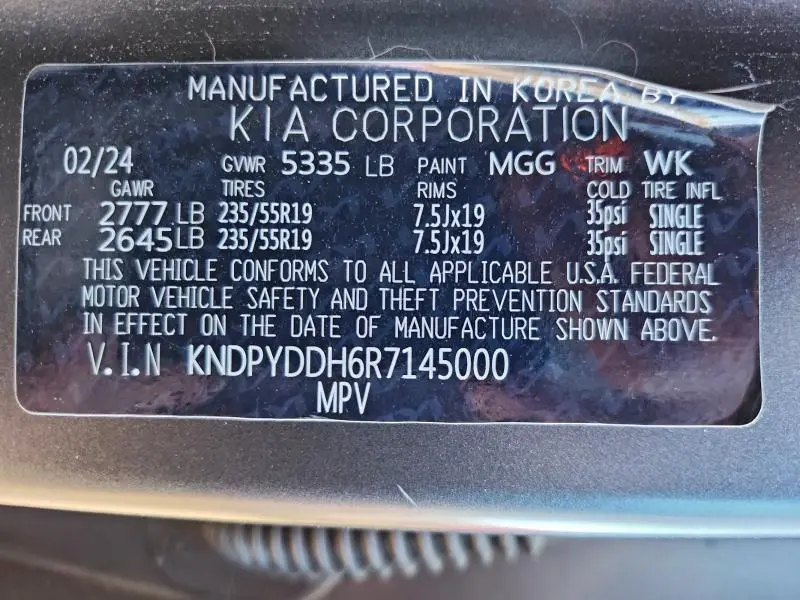 MANUFACTURED IN KOREA BY
KIA CORPORATION
02/24 GVWR 5335 LB PAINT MGG TRIM WK
GAWR TIRES RIMS COLD TIRE INFL
FRONT 2777 LB 235/55R19 7.5Jx19 35psi SINGLE
REAR 2645 LB 235/55R19 7.5Jx19 35psi SINGLE
THIS VEHICLE CONFORMS TO ALL APPLICABLE U.S.A. FEDERAL
MOTOR VEHICLE SAFETY AND THEFT PREVENTION STANDARDS
IN EFFECT ON THE DATE OF MANUFACTURE SHOWN ABOVE.
V.I.N KNDPYDDH6R7145000
MPV